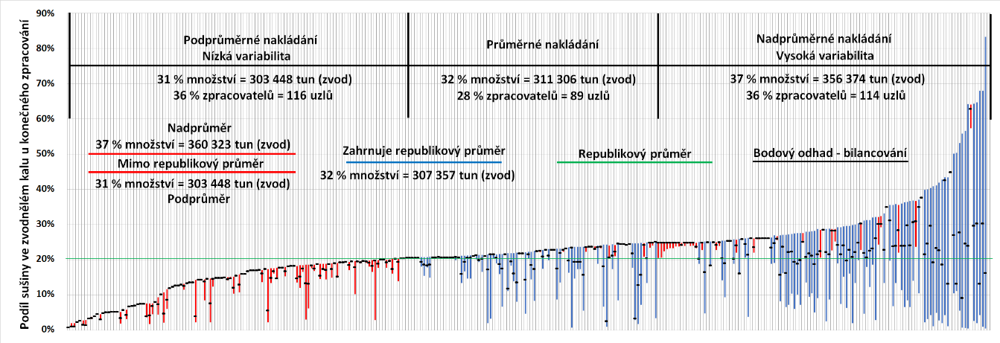 Podíl sušiny ve zvodnělém kalu u konečného zpracování
90%
80%
70%
60%
50%
40%
30%
20%
10%
0%
Podprůměrné nakládání
Nízká variabilita
31 % množství = 303 448 tun (zvod)
36 % zpracovatelů = 116 uzlů
Průměrné nakládání
32 % množství = 311 306 tun (zvod)
28 % zpracovatelů = 89 uzlů
Nadprůměrné nakládání
Vysoká variabilita
37 % množství = 356 374 tun (zvod)
36 % zpracovatelů = 114 uzlů
Nadprůměr
37 % množství = 360 323 tun (zvod)
Mimo republikový průměr
31 % množství = 303 448 tun (zvod)
Podprůměr
Zahrnuje republikový průměr
32 % množství = 307 357 tun (zvod)
Republikový průměr
Bodový odhad - bilancování